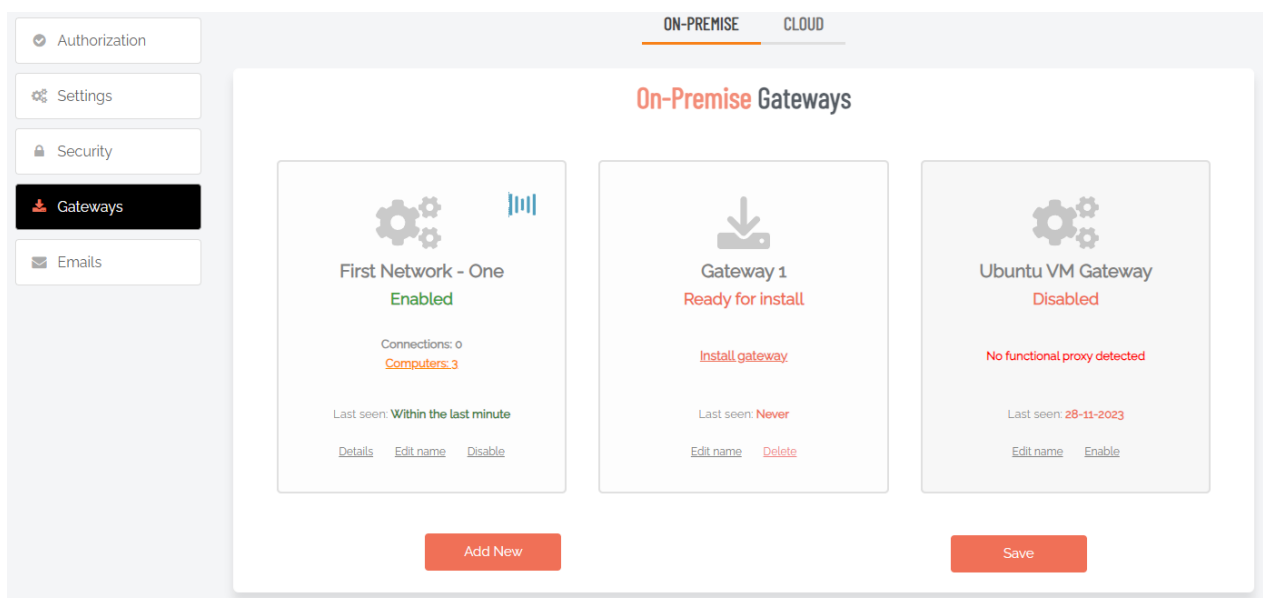 ON-PREMISE CLOUD
Authorization
Settings
Security
Gateways
Emails
On-Premise Gateways
First Network - One
Enabled
Connections: 0
Computers: 3
Last seen: Within the last minute
Details Edit name Disable
Gateway 1
Ready for install
Install gateway
Last seen: Never
Edit name Delete
Ubuntu VM Gateway
Disabled
No functional proxy detected
Last seen: 28-11-2023
Edit name Enable
Add New
Save